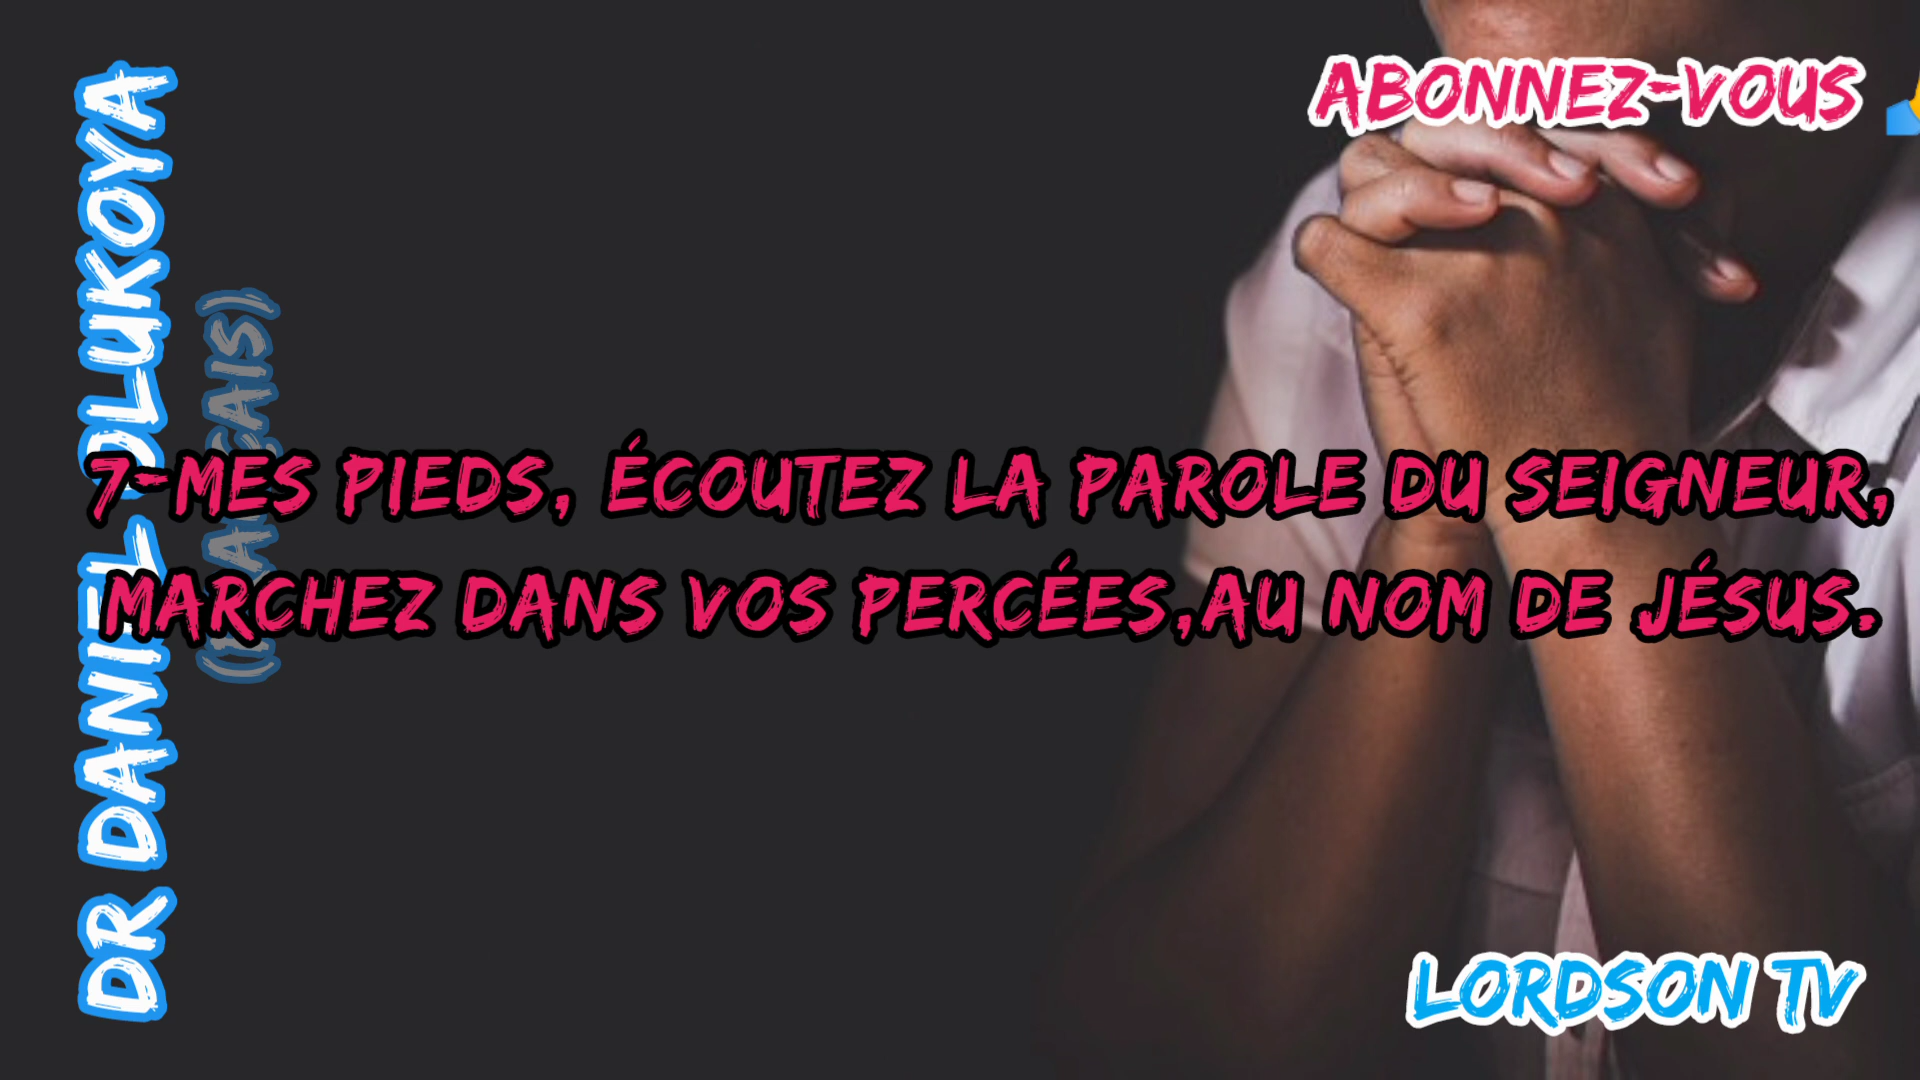 ABONNEZ-VOUS
DR DANIEL OLUKOYA
7-MES PIEDS, ÉCOUTEZ LA PAROLE DU SEIGNEUR,
MARCHEZ DANS VOS PERCÉES,AU NOM DE JÉSUS.
LORDSON TV